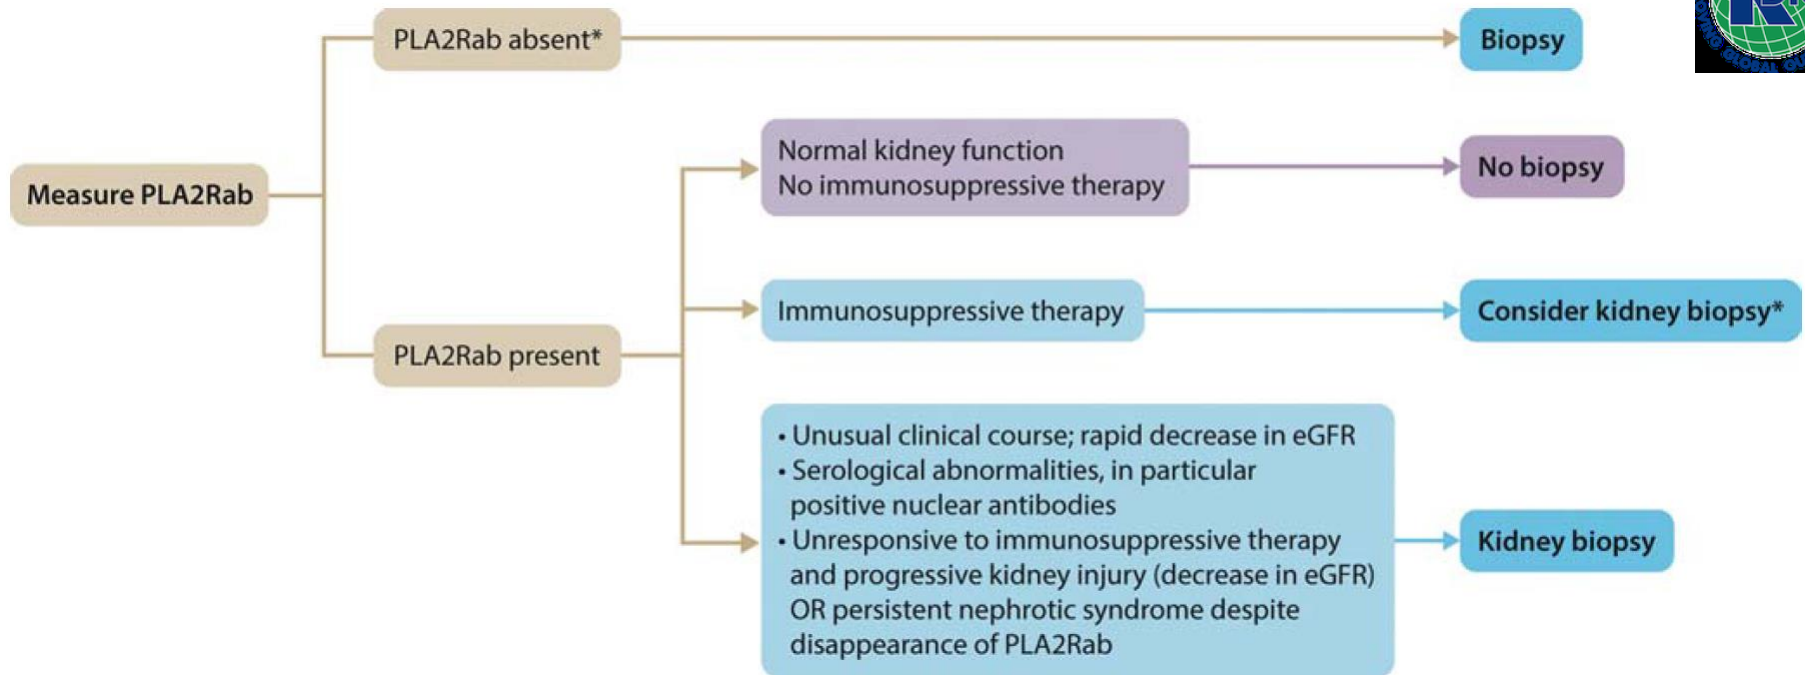 PLA2Rab absent*
Biopsy
Measure PLA2Rab
Normal kidney function
No immunosuppressive therapy
No biopsy
Immunosuppressive therapy
Consider kidney biopsy*
PLA2Rab present
• Unusual clinical course; rapid decrease in eGFR
• Serological abnormalities, in particular
positive nuclear antibodies
• Unresponsive to immunosuppressive therapy
and progressive kidney injury (decrease in eGFR)
OR persistent nephrotic syndrome despite
disappearance of PLA2Rab
Kidney biopsy
GLOBAL